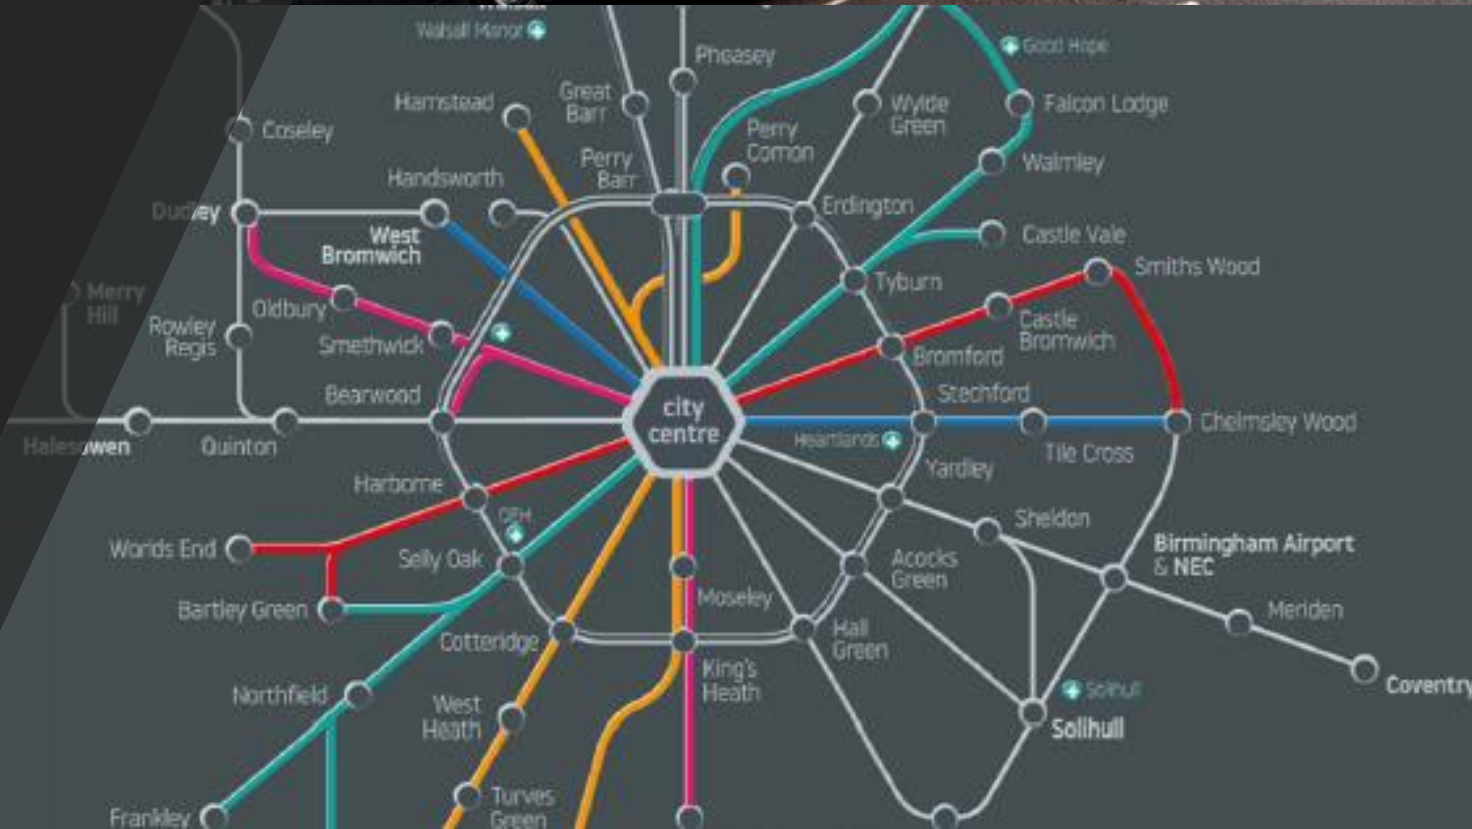 Walsall Manor
Good Hope
Pheasey
Hamstead
Great
Barr
Wylde
Green
Falcon Lodge
Coseley
Perry
Comon
Perry
Barr
Walmley
Handsworth
Dudley
Erdington
West
Bromwich
Castle Vale
Smiths Wood
Merry
Hill
Oldbury
Tyburn
Rowley
Regis
Smethwick
Castle
Bromwich
Bromford
Bearwood
Stechford
city
centre
Chelmsley Wood
Halesowen
Quinton
Heartlands
Tile Cross
Yardley
Harborne
QEH
Sheldon
Worlds End
Selly Oak
Acocks
Green
Birmingham Airport
& NEC
Bartley Green
Moseley
Meriden
Cotteridge
Hall
Green
King's
Heath
Northfield
West
Heath
Solihull
Solihull
Coventry
Turves
Green
Frankley